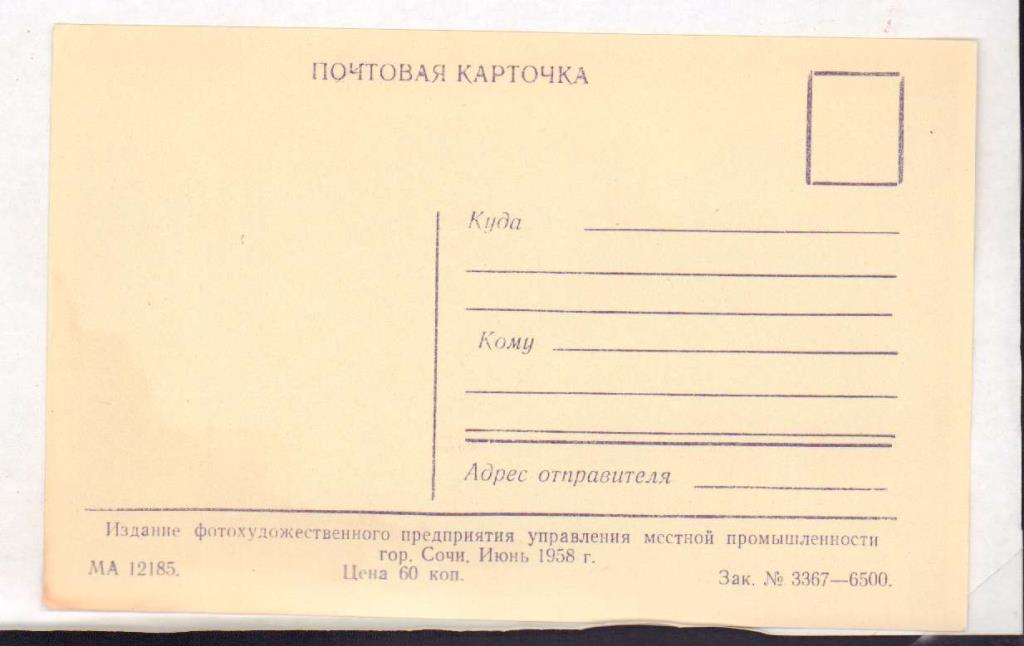 ПОЧТОВАЯ КАРТОЧКА
Куда
Кому
Адрес отправителя
Издание фотохудожественного предприятия управления местной промышленности
гор. Сочи, Июнь 1958 г.
МА 12185.
Цена 60 коп.
Зак. № 3367—6500.